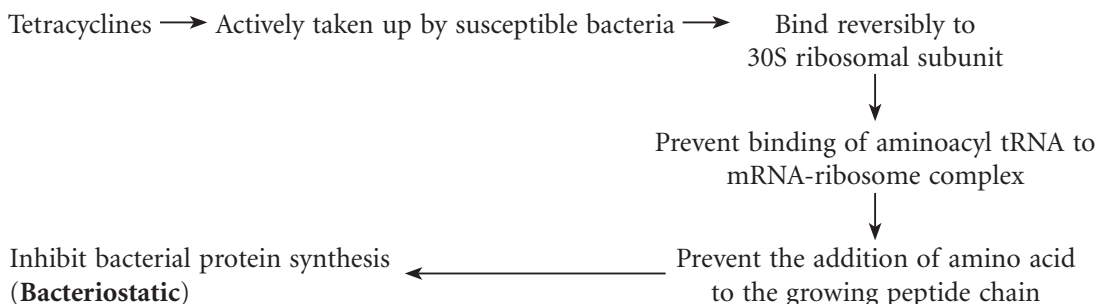 Tetracyclines → Actively taken up by susceptible bacteria → Bind reversibly to
30S ribosomal subunit
Prevent binding of aminoacyl tRNA to
mRNA-ribosome complex
Prevent the addition of amino acid
to the growing peptide chain
Inhibit bacterial protein synthesis
(Bacteriostatic)